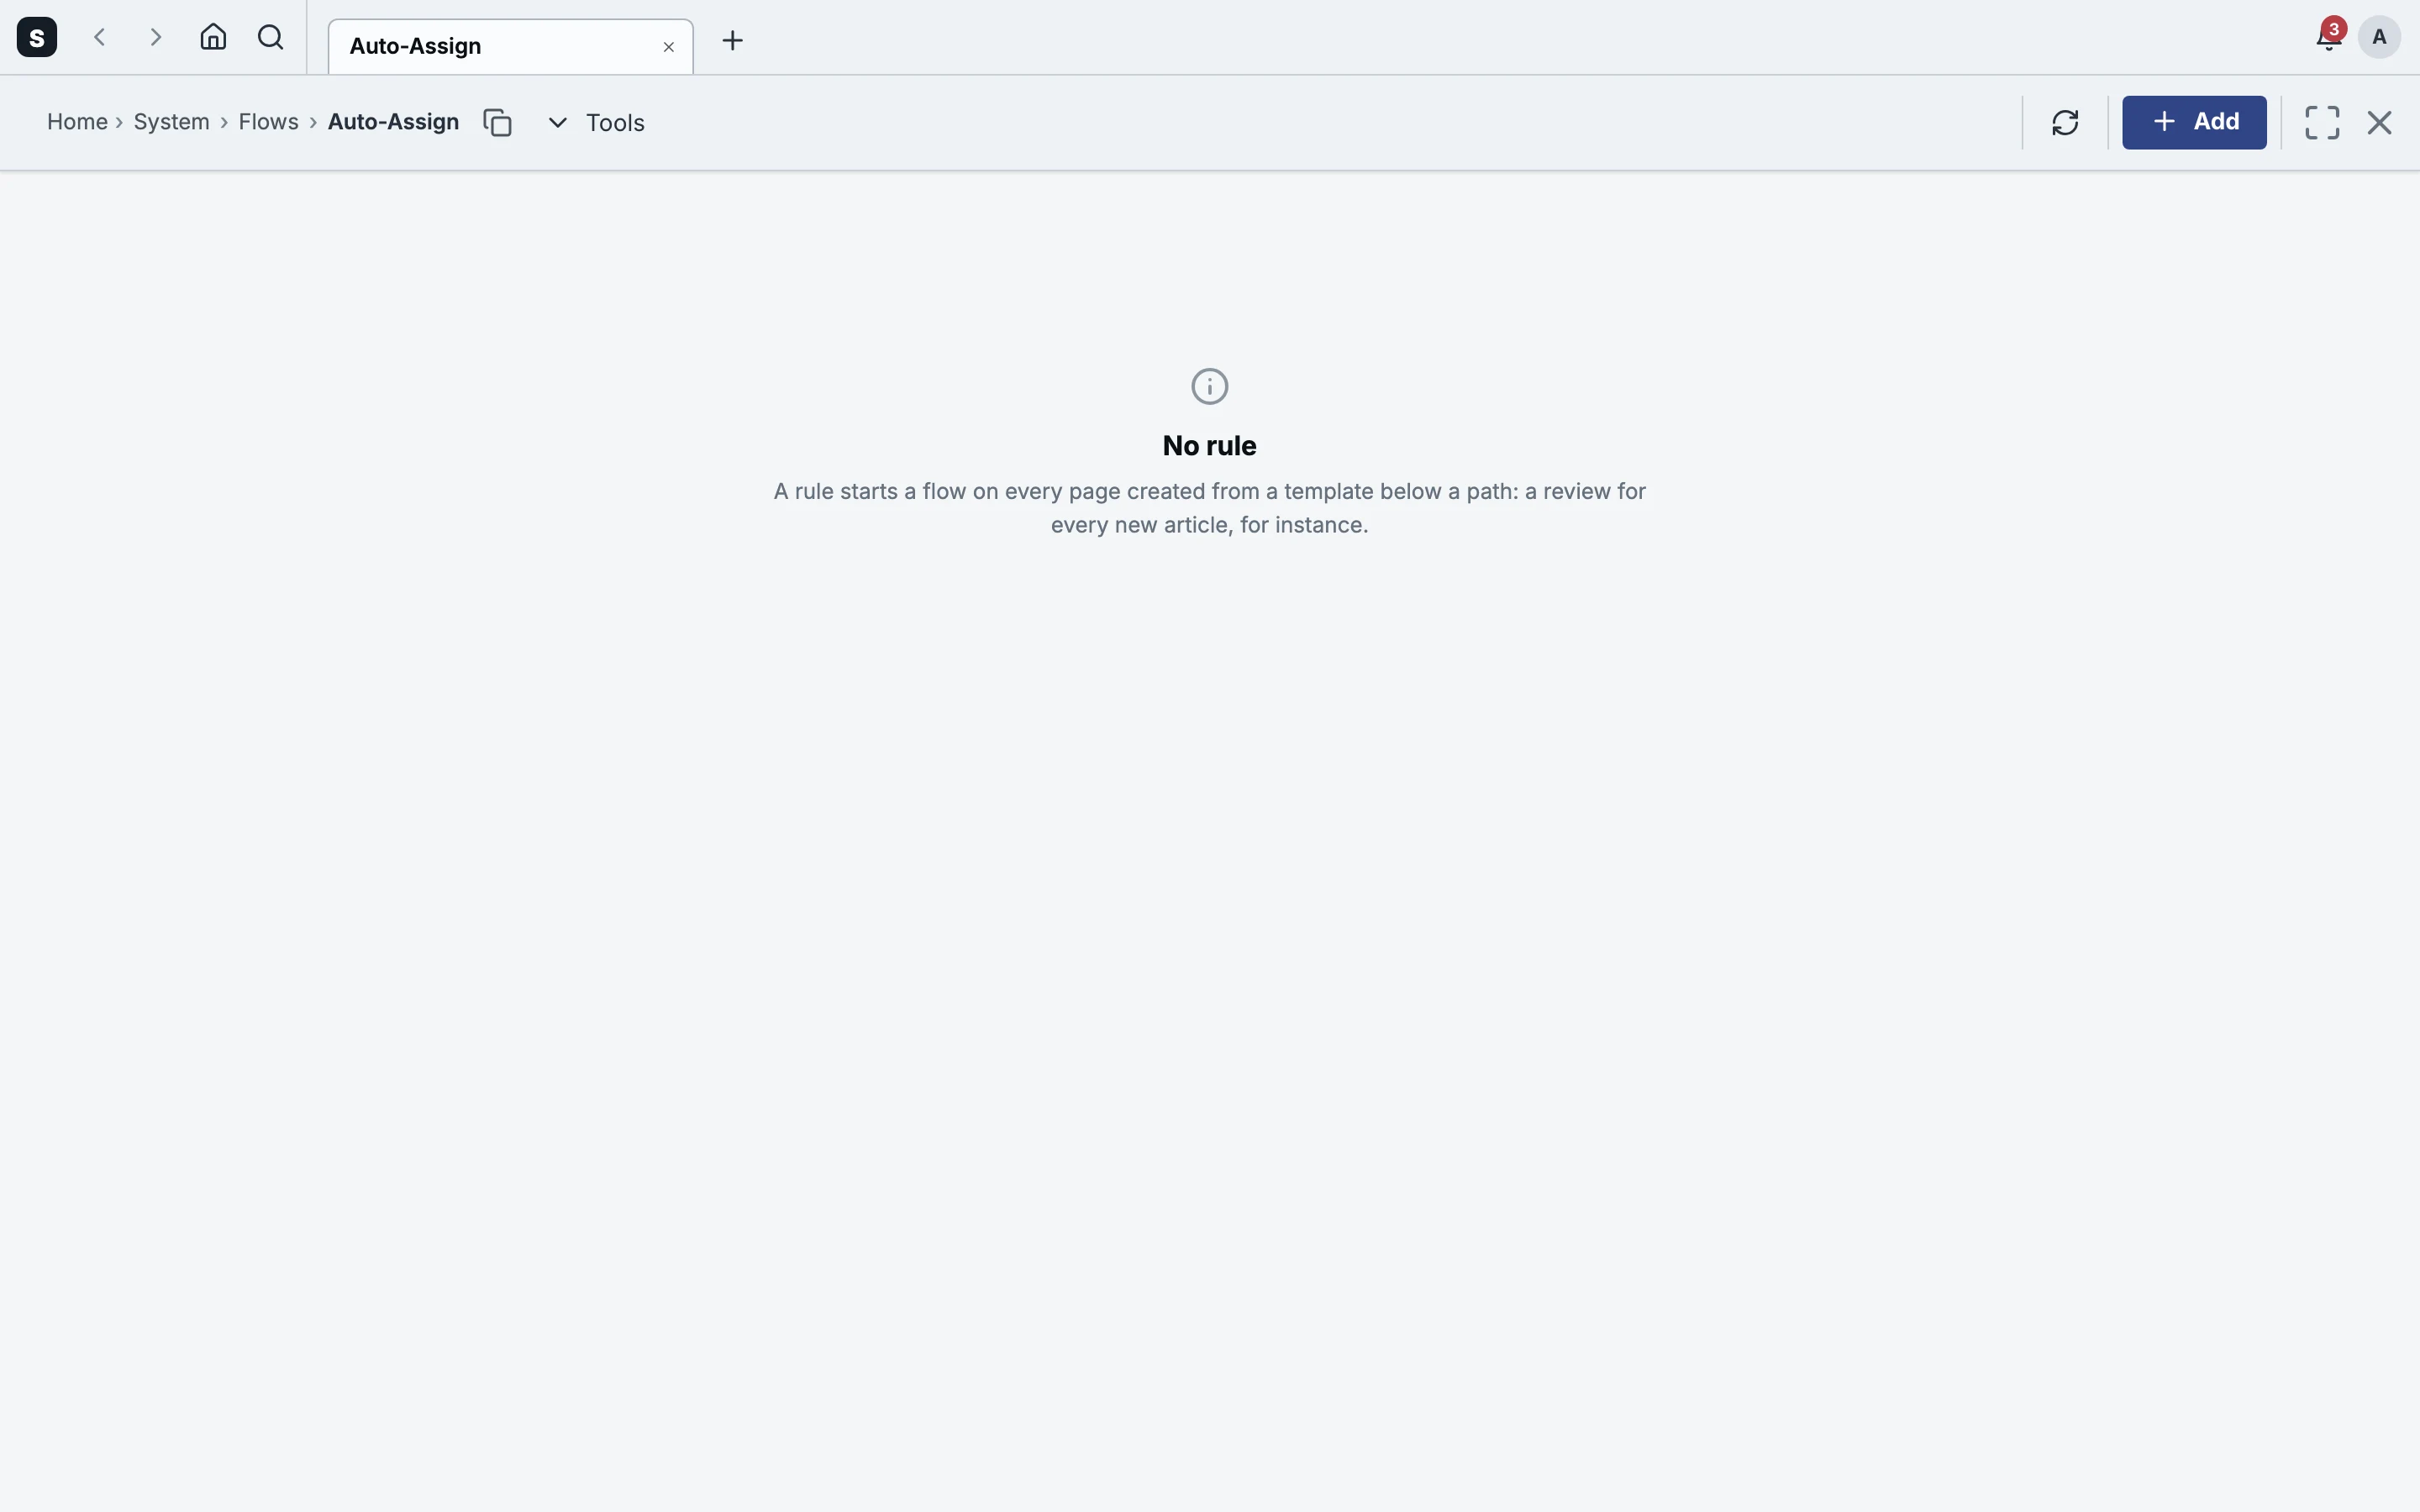 S
Auto-Assign
3
A
Home › System › Flows › Auto-Assign
Tools
Add
No rule
A rule starts a flow on every page created from a template below a path: a review for
every new article, for instance.